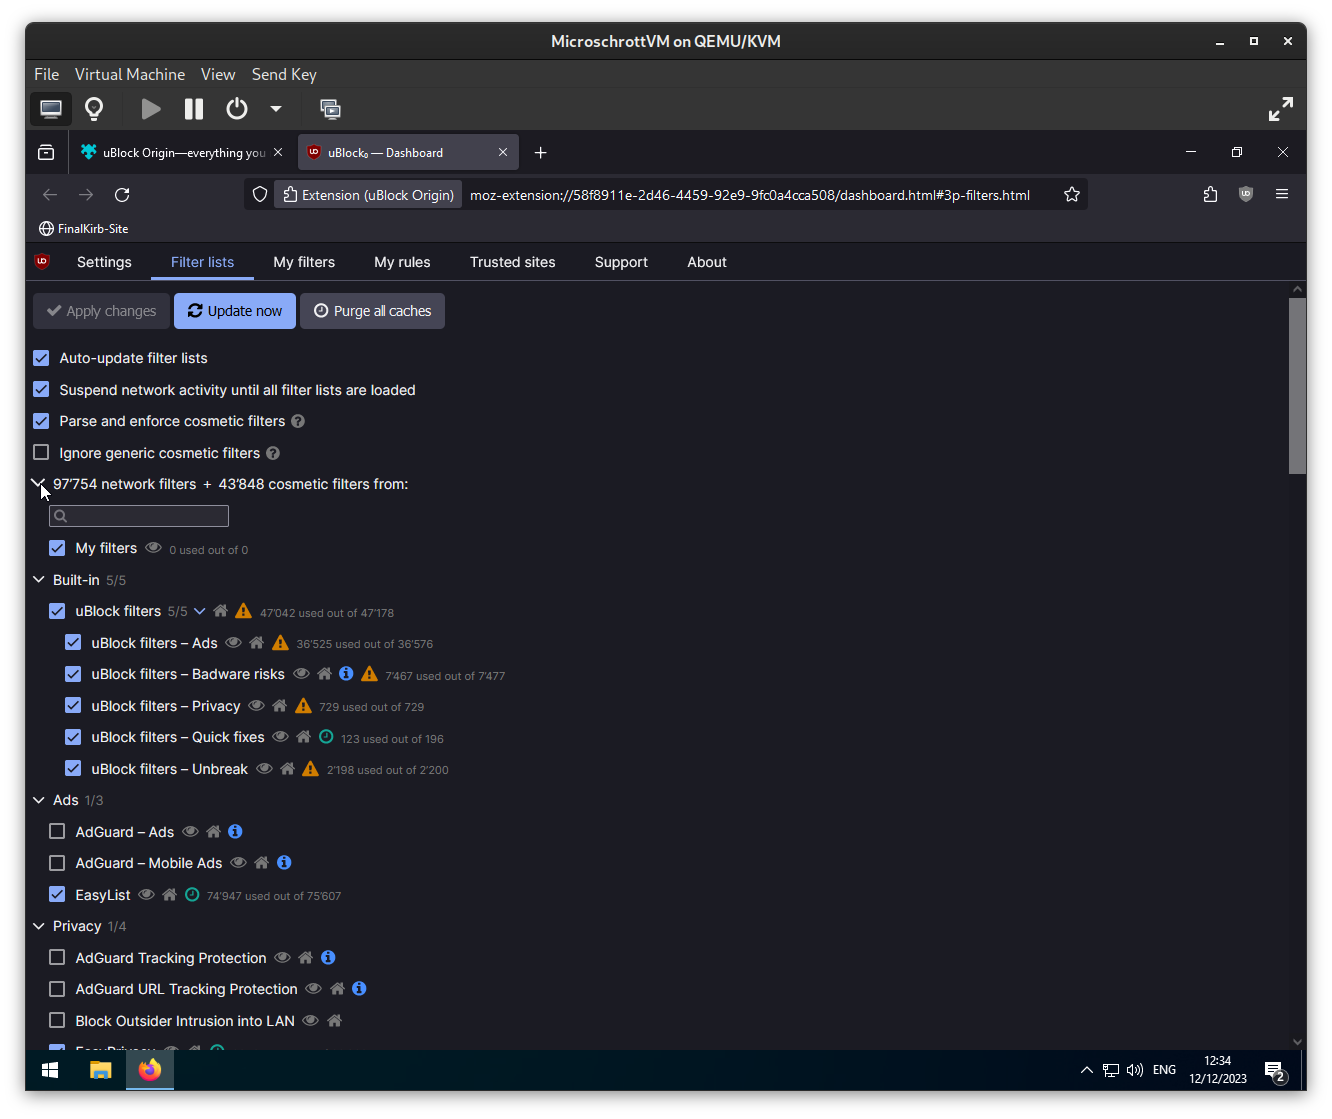 MicroschrottVM on QEMU/KVM
File Virtual Machine View Send Key
uBlock Origin—everything you
uBlock₀ — Dashboard
Extension (uBlock Origin)
moz-extension://58f8911e-2d46-4459-92e9-9fc0a4cca508/dashboard.html#3p-filters.html
FinalKirb-Site
Settings Filter lists My filters My rules Trusted sites Support About
Apply changes Update now Purge all caches
Auto-update filter lists
Suspend network activity until all filter lists are loaded
Parse and enforce cosmetic filters
Ignore generic cosmetic filters
97’754 network filters + 43’848 cosmetic filters from:
My filters 0 used out of 0
Built-in 5/5
uBlock filters 5/5 47’042 used out of 47’178
uBlock filters – Ads 36’525 used out of 36’576
uBlock filters – Badware risks 7’467 used out of 7’477
uBlock filters – Privacy 729 used out of 729
uBlock filters – Quick fixes 123 used out of 196
uBlock filters – Unbreak 2’198 used out of 2’200
Ads 1/3
AdGuard – Ads
AdGuard – Mobile Ads
EasyList 74’947 used out of 75’607
Privacy 1/4
AdGuard Tracking Protection
AdGuard URL Tracking Protection
Block Outsider Intrusion into LAN
EasyPrivacy
ENG
12:34
12/12/2023
2